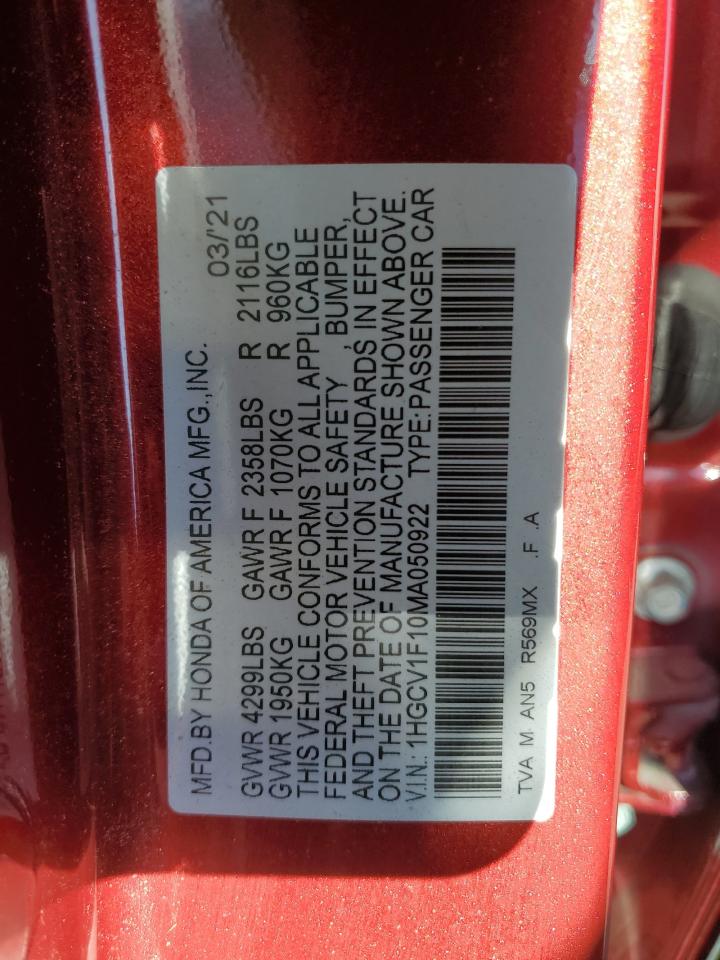 MFD. BY HONDA OF AMERICA MFG., INC. 03/'21
GVWR 4299LBS GAWR F 2358LBS R 2116LBS
GVWR 1950KG GAWR F 1070KG R 960KG
THIS VEHICLE CONFORMS TO ALL APPLICABLE
FEDERAL MOTOR VEHICLE SAFETY , BUMPER,
AND THEFT PREVENTION STANDARDS IN EFFECT
ON THE DATE OF MANUFACTURE SHOWN ABOVE.
V.I.N.: 1HGCV1F10MA050922 TYPE: PASSENGER CAR
TVA M AN5 R569MX .F .A